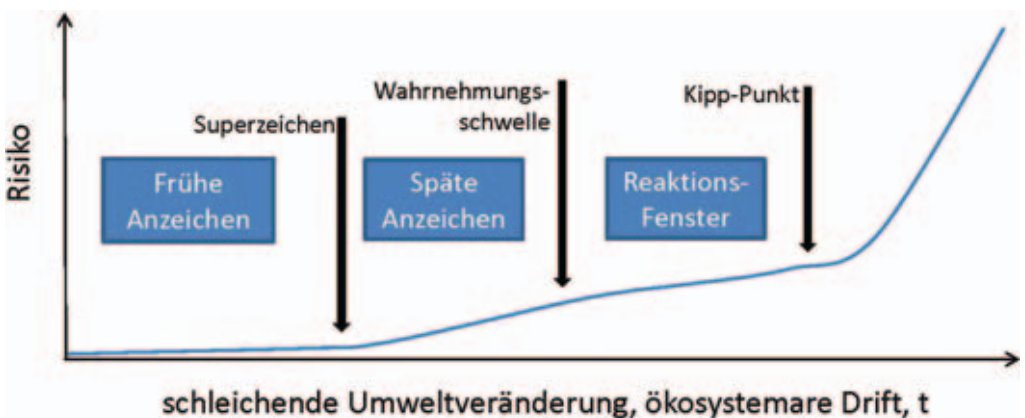 Risiko
Superzeichen
Wahrnehmungs-
schwelle
Kipp-Punkt
Frühe
Anzeichen
Späte
Anzeichen
Reaktions-
Fenster
schleichende Umweltveränderung, ökosystemare Drift, t